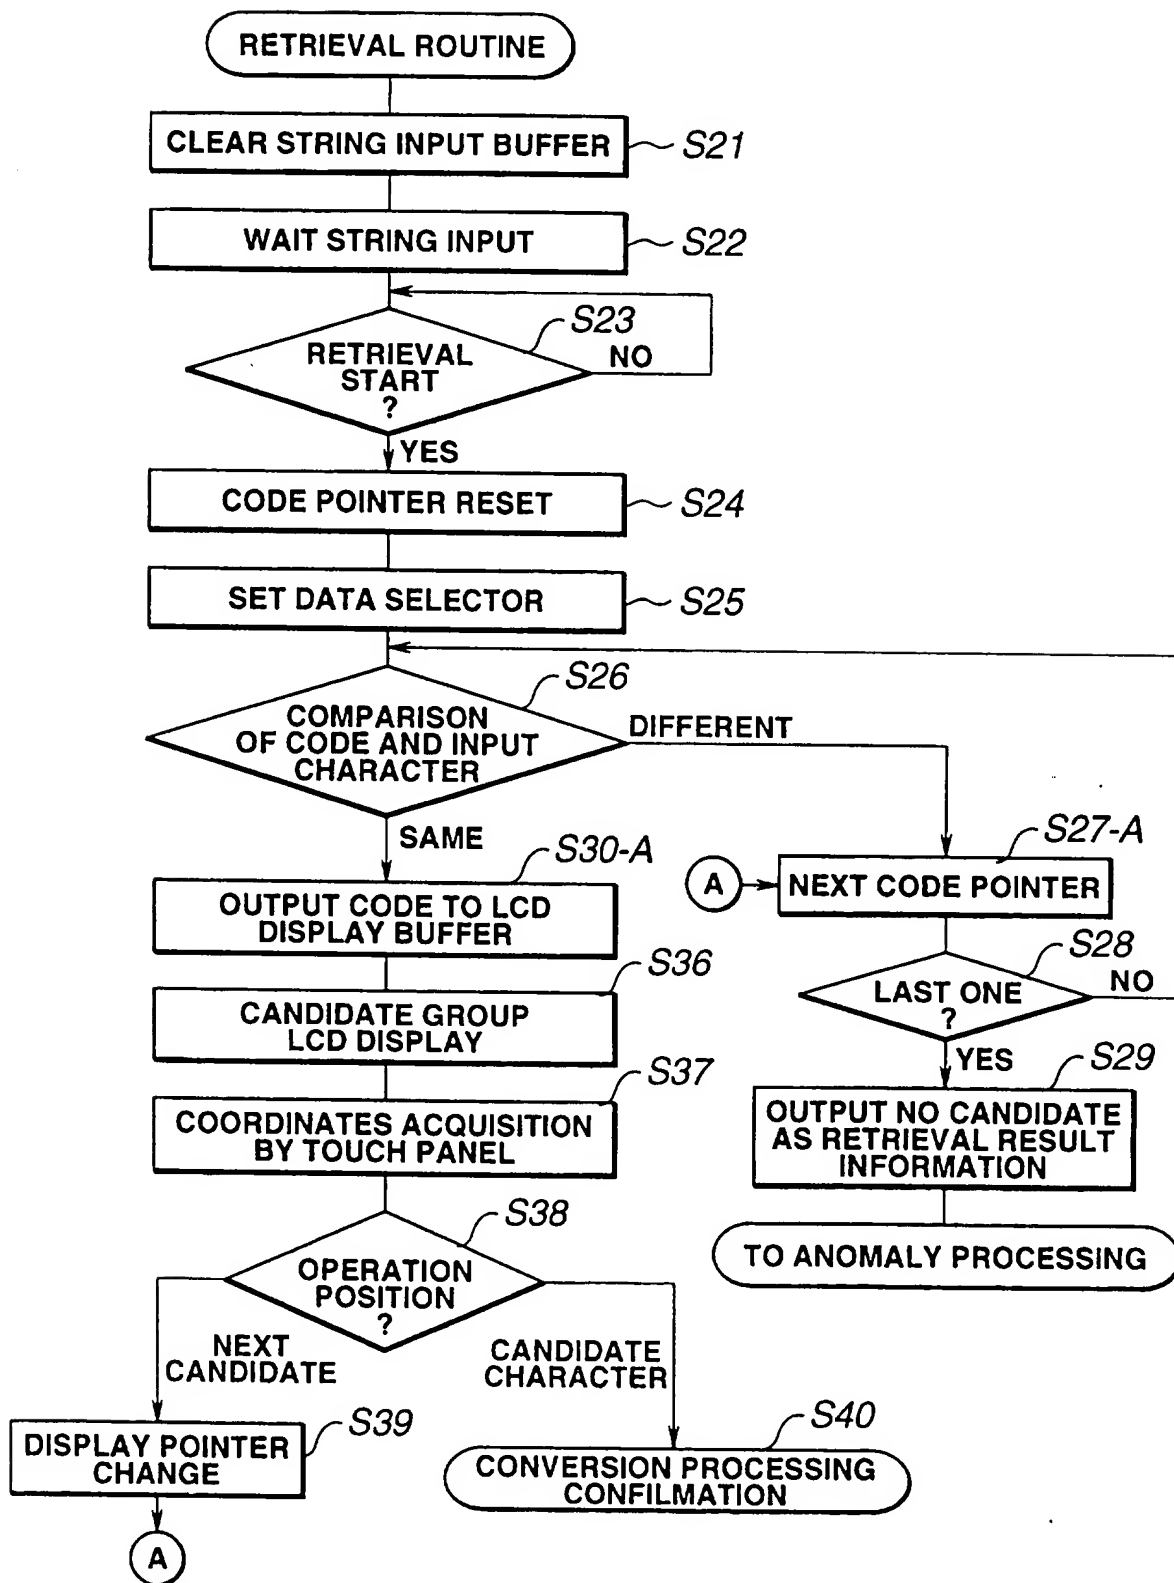 RETRIEVAL ROUTINE
CLEAR STRING INPUT BUFFER
S21
WAIT STRING INPUT
S22
S23
RETRIEVAL
START
?
NO
YES
CODE POINTER RESET
S24
SET DATA SELECTOR
S25
S26
COMPARISON
OF CODE AND INPUT
CHARACTER
DIFFERENT
SAME
S30-A
OUTPUT CODE TO LCD
DISPLAY BUFFER
S36
CANDIDATE GROUP
LCD DISPLAY
S37
COORDINATES ACQUISITION
BY TOUCH PANEL
S38
OPERATION
POSITION
?
NEXT
CANDIDATE
CANDIDATE
CHARACTER
S39
DISPLAY POINTER
CHANGE
A
S40
CONVERSION PROCESSING
CONFILMATION
S27-A
A
NEXT CODE POINTER
S28
LAST ONE
?
NO
YES
S29
OUTPUT NO CANDIDATE
AS RETRIEVAL RESULT
INFORMATION
TO ANOMALY PROCESSING